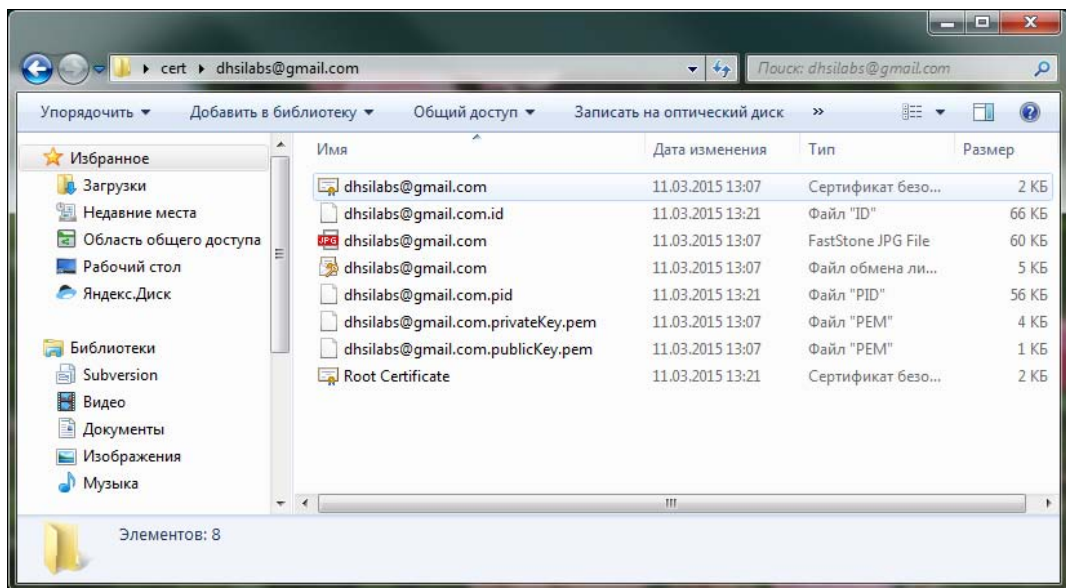 cert dhsilabs@gmail.com Поиск: dhsilabs@gmail.com
Упорядочить Добавить в библиотеку Общий доступ Записать на оптический диск »
Избранное
Загрузки
Недавние места
Область общего доступа
Рабочий стол
Яндекс.Диск
Библиотеки
Subversion
Видео
Документы
Изображения
Музыка
Имя Дата изменения Тип Размер
dhsilabs@gmail.com 11.03.2015 13:07 Сертификат безо... 2 КБ
dhsilabs@gmail.com.id 11.03.2015 13:21 Файл "ID" 66 КБ
JPG dhsilabs@gmail.com 11.03.2015 13:07 FastStone JPG File 60 КБ
dhsilabs@gmail.com 11.03.2015 13:07 Файл обмена ли... 5 КБ
dhsilabs@gmail.com.pid 11.03.2015 13:21 Файл "PID" 56 КБ
dhsilabs@gmail.com.privateKey.pem 11.03.2015 13:07 Файл "PEM" 4 КБ
dhsilabs@gmail.com.publicKey.pem 11.03.2015 13:07 Файл "PEM" 1 КБ
Root Certificate 11.03.2015 13:21 Сертификат безо... 2 КБ
Элементов: 8